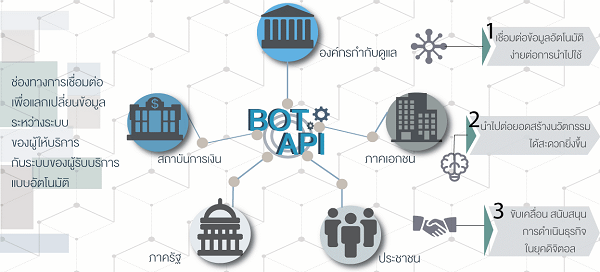 ช่องทางการเชื่อมต่อ
เพื่อแลกเปลี่ยนข้อมูล
ระหว่างระบบ
ของผู้ให้บริการ
กับระบบของผู้รับบริการ
แบบอัตโนมัติ
องค์กรกำกับดูแล
สถาบันการเงิน
BOT
API
ภาคเอกชน
ภาครัฐ
ประชาชน
1
เชื่อมต่อข้อมูลอัตโนมัติ
ง่ายต่อการนำไปใช้
2
นำไปต่อยอดสร้างนวัตกรรม
ได้สะดวกยิ่งขึ้น
3
ขับเคลื่อน สนับสนุน
การดำเนินธุรกิจ
ในยุคดิจิตอล